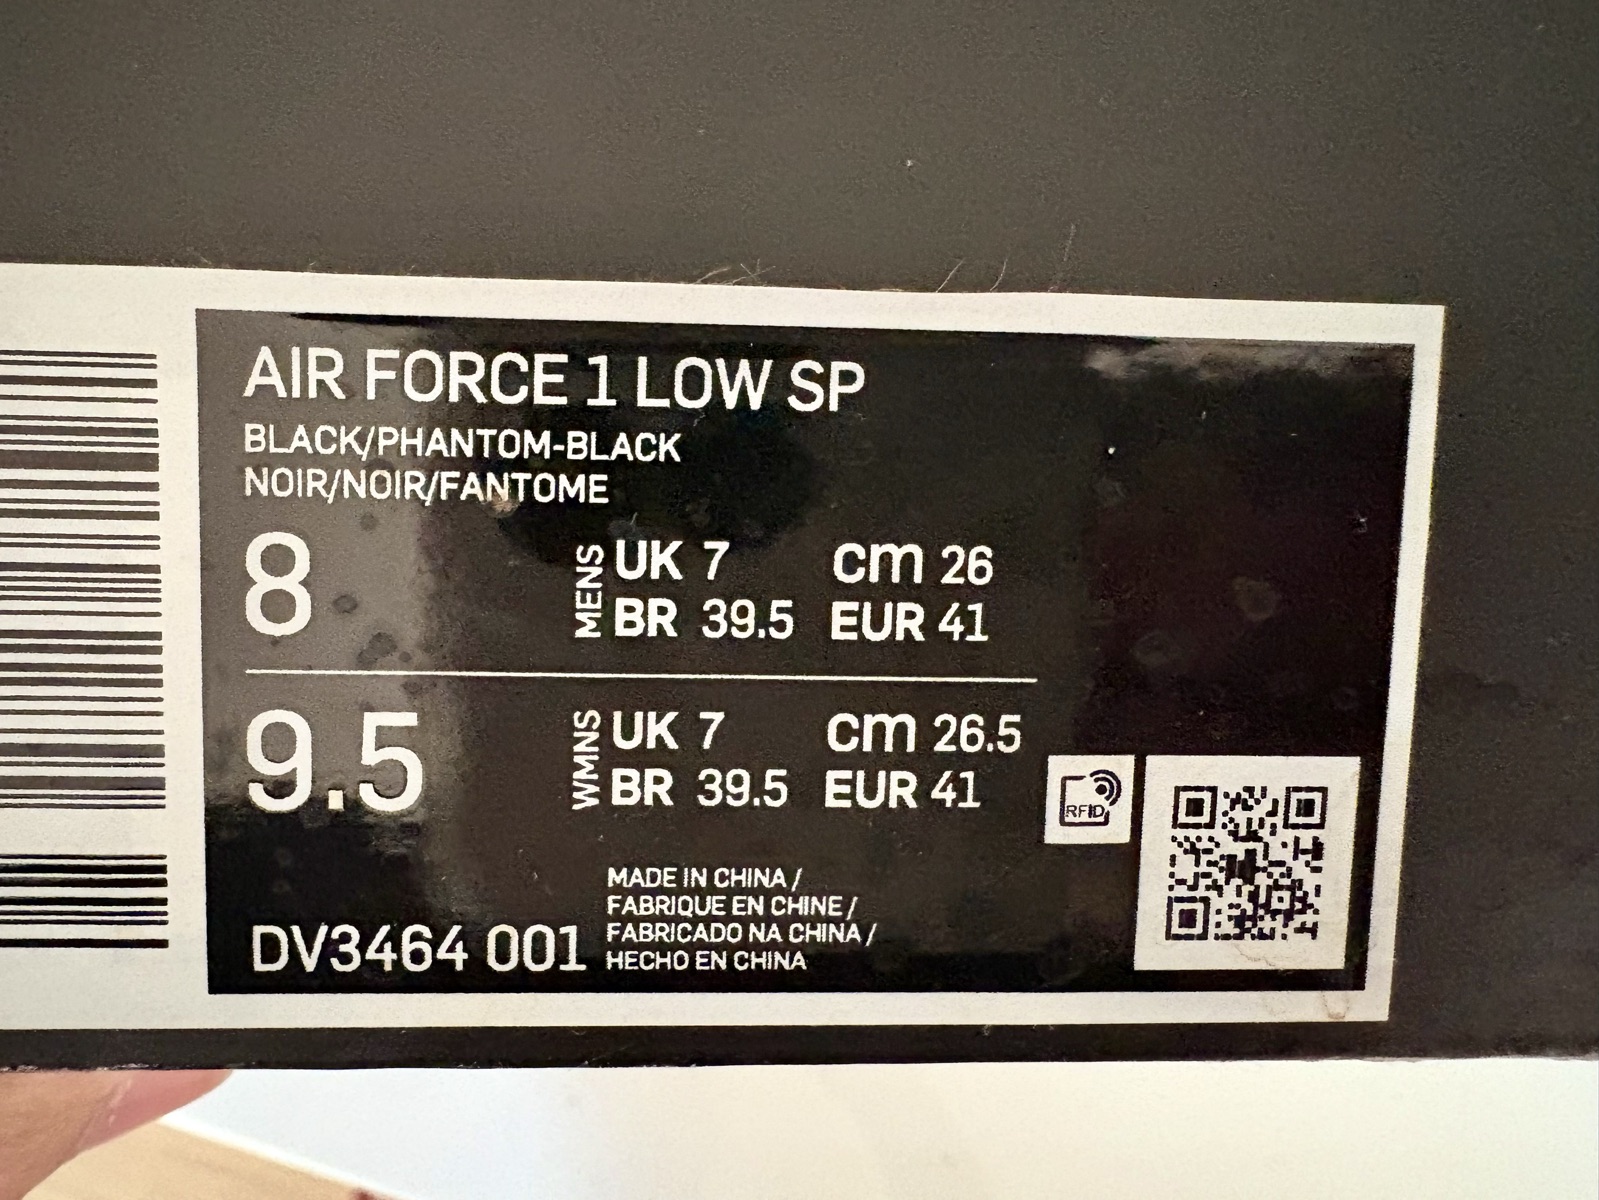 AIR FORCE 1 LOW SP
BLACK/PHANTOM-BLACK
NOIR/NOIR/FANTOME
8
MENS
UK 7 cm 26
BR 39.5 EUR 41
9.5
WMNS
UK 7 cm 26.5
BR 39.5 EUR 41
RFID
MADE IN CHINA /
FABRIQUE EN CHINE /
FABRICADO NA CHINA /
HECHO EN CHINA
DV3464 001